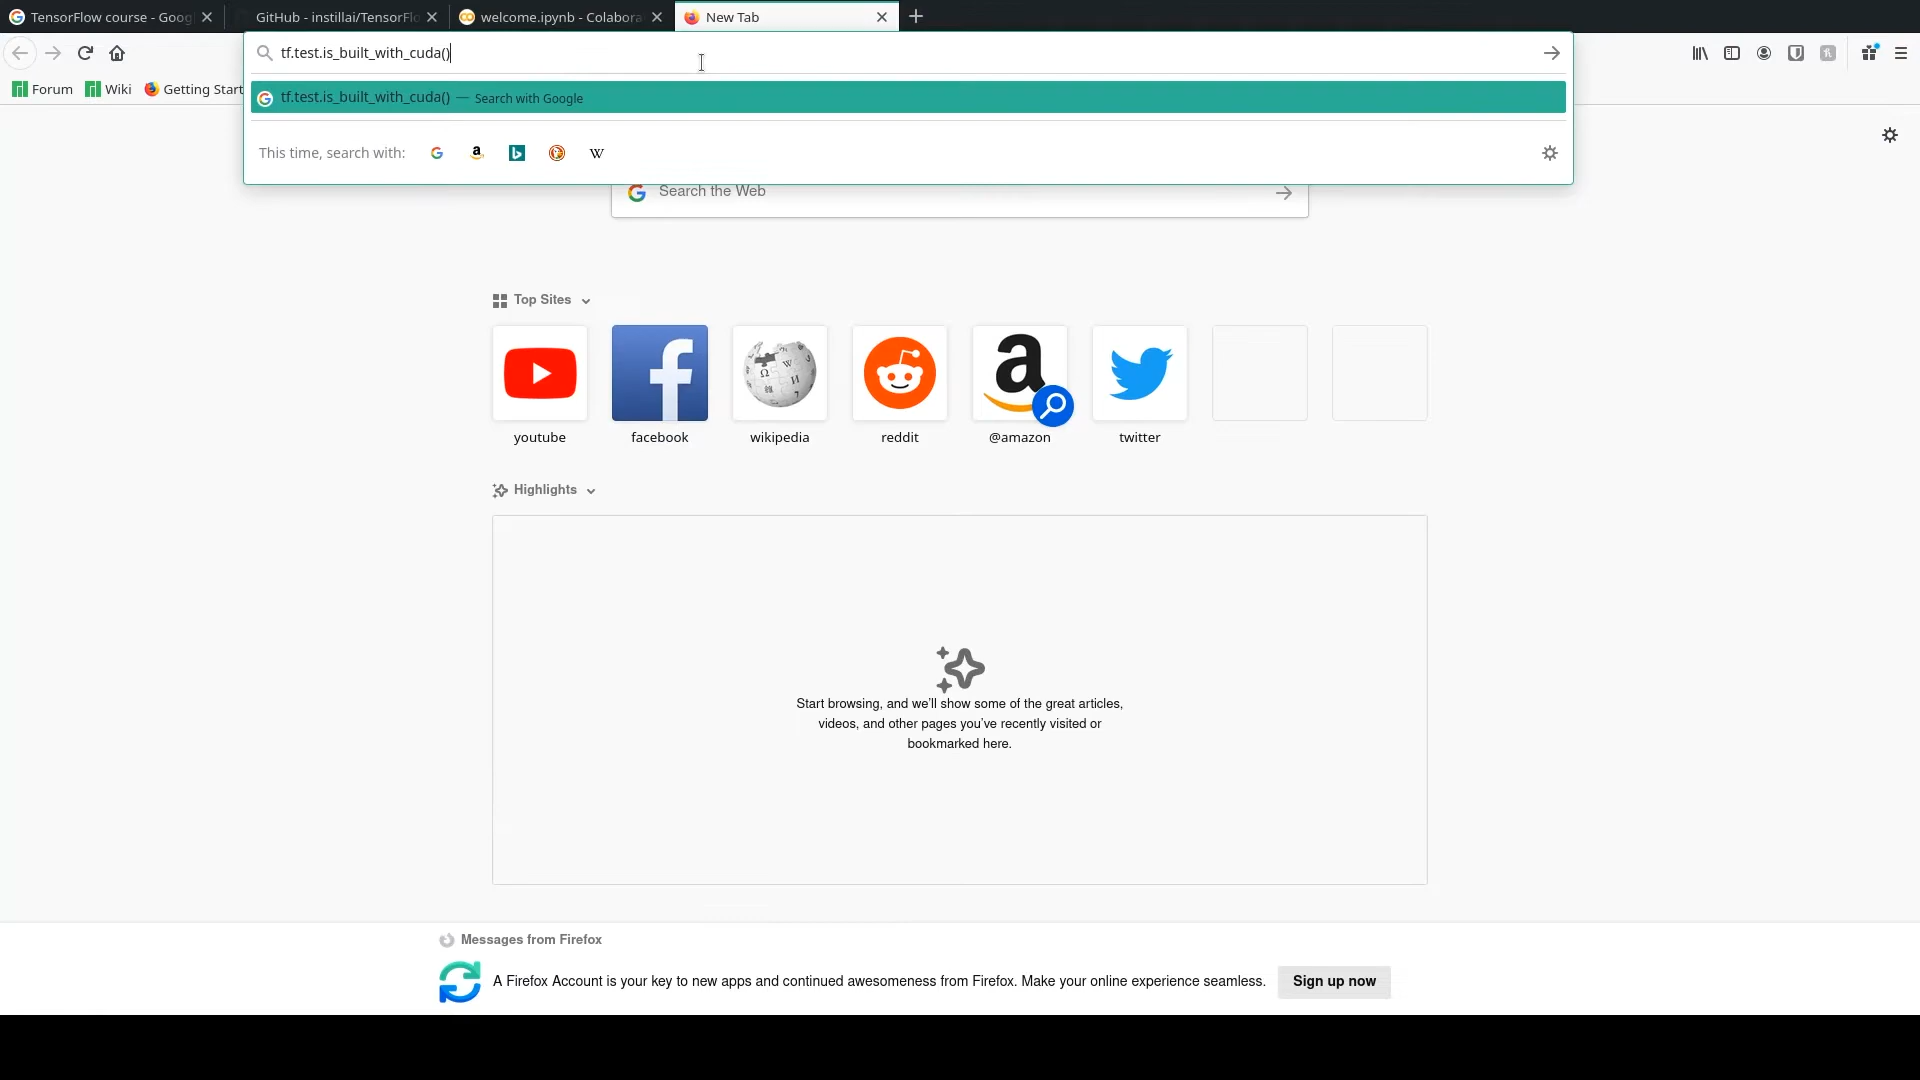 TensorFlow course - Goog
GitHub - instillai/TensorFlo
welcome.ipynb - Colabora
New Tab
tf.test.is_built_with_cuda()
Forum
Wiki
Getting Start
tf.test.is_built_with_cuda() — Search with Google
This time, search with:
Search the Web
Top Sites
youtube
facebook
wikipedia
reddit
@amazon
twitter
Highlights
Start browsing, and we'll show some of the great articles,
videos, and other pages you've recently visited or
bookmarked here.
Messages from Firefox
A Firefox Account is your key to new apps and continued awesomeness from Firefox. Make your online experience seamless.
Sign up now